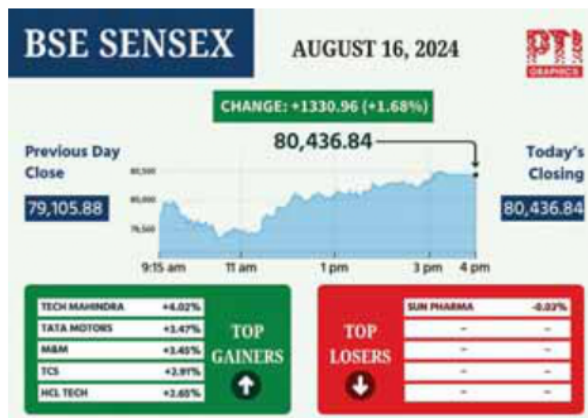 BSE SENSEX
AUGUST 16, 2024
PTI
GRAPHICS
CHANGE: +1330.96 (+1.68%)
80,436.84
Previous Day
Close
79,105.88
Today's
Closing
80,436.84
80,500
80,000
79,500
9:15 am 11 am 1 pm 3 pm 4 pm
TECH MAHINDRA +4.02%
TATA MOTORS +3.47%
M&M +3.45%
TCS +2.91%
HCL TECH +2.65%
TOP
GAINERS
TOP
LOSERS
SUN PHARMA -0.03%
– –
– –
– –
– –